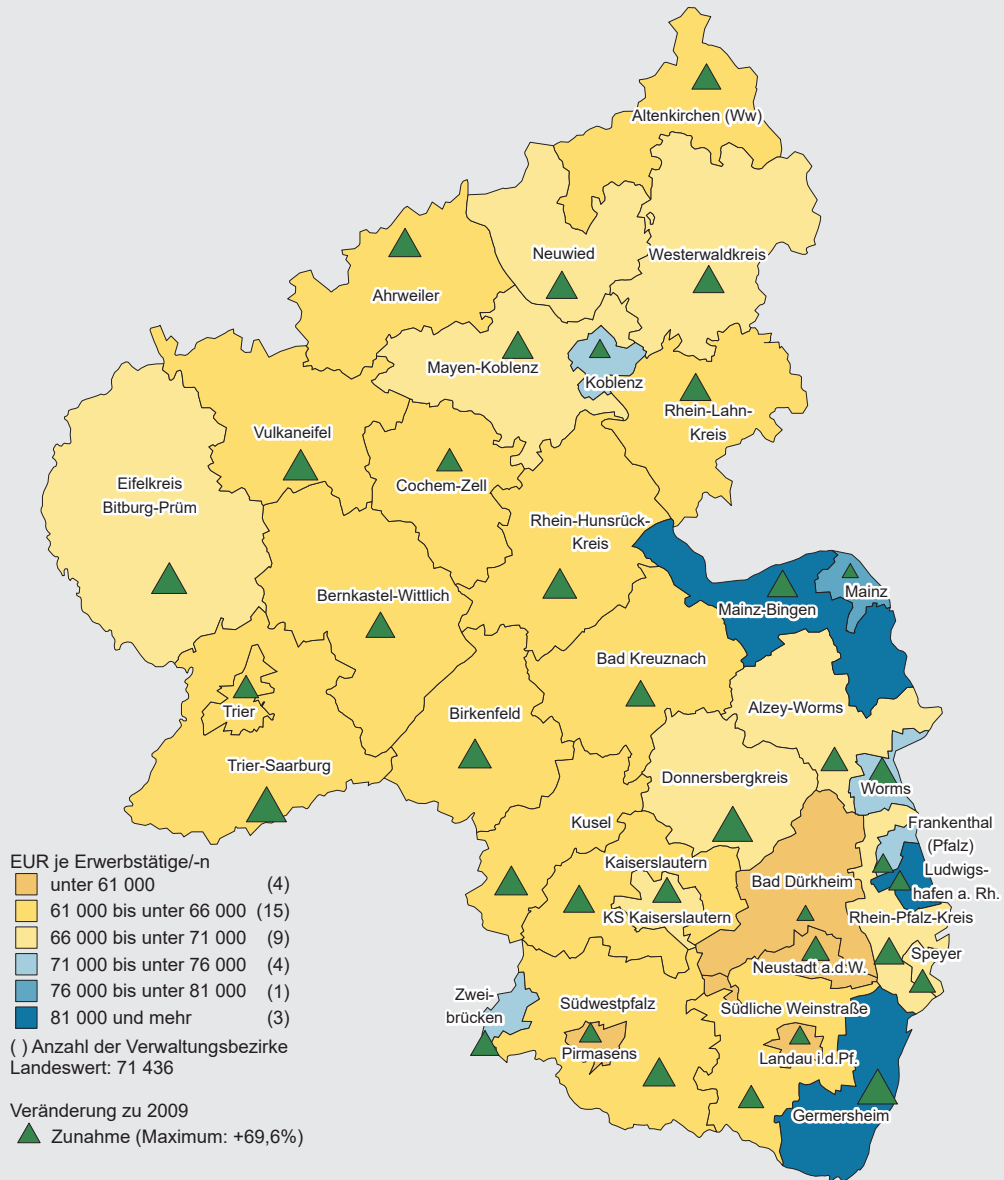 Altenkirchen (Ww)
Neuwied
Westerwaldkreis
Ahrweiler
Mayen-Koblenz
Koblenz
Rhein-Lahn-
Kreis
Vulkaneifel
Cochem-Zell
Eifelkreis
Bitburg-Prüm
Rhein-Hunsrück-
Kreis
Bernkastel-Wittlich
Mainz-Bingen
Mainz
Bad Kreuznach
Alzey-Worms
Trier
Birkenfeld
Trier-Saarburg
Donnersbergkreis
Worms
Kusel
Frankenthal
(Pfalz)
Kaiserslautern
Bad Dürkheim
Ludwigs-
hafen a. Rh.
KS Kaiserslautern
Rhein-Pfalz-Kreis
Neustadt a.d.W.
Speyer
Zwei-
brücken
Südwestpfalz
Südliche Weinstraße
Pirmasens
Landau i.d.Pf.
Germersheim
EUR je Erwerbstätige/-n
unter 61 000 (4)
61 000 bis unter 66 000 (15)
66 000 bis unter 71 000 (9)
71 000 bis unter 76 000 (4)
76 000 bis unter 81 000 (1)
81 000 und mehr (3)
( ) Anzahl der Verwaltungsbezirke
Landeswert: 71 436
Veränderung zu 2009
Zunahme (Maximum: +69,6%)